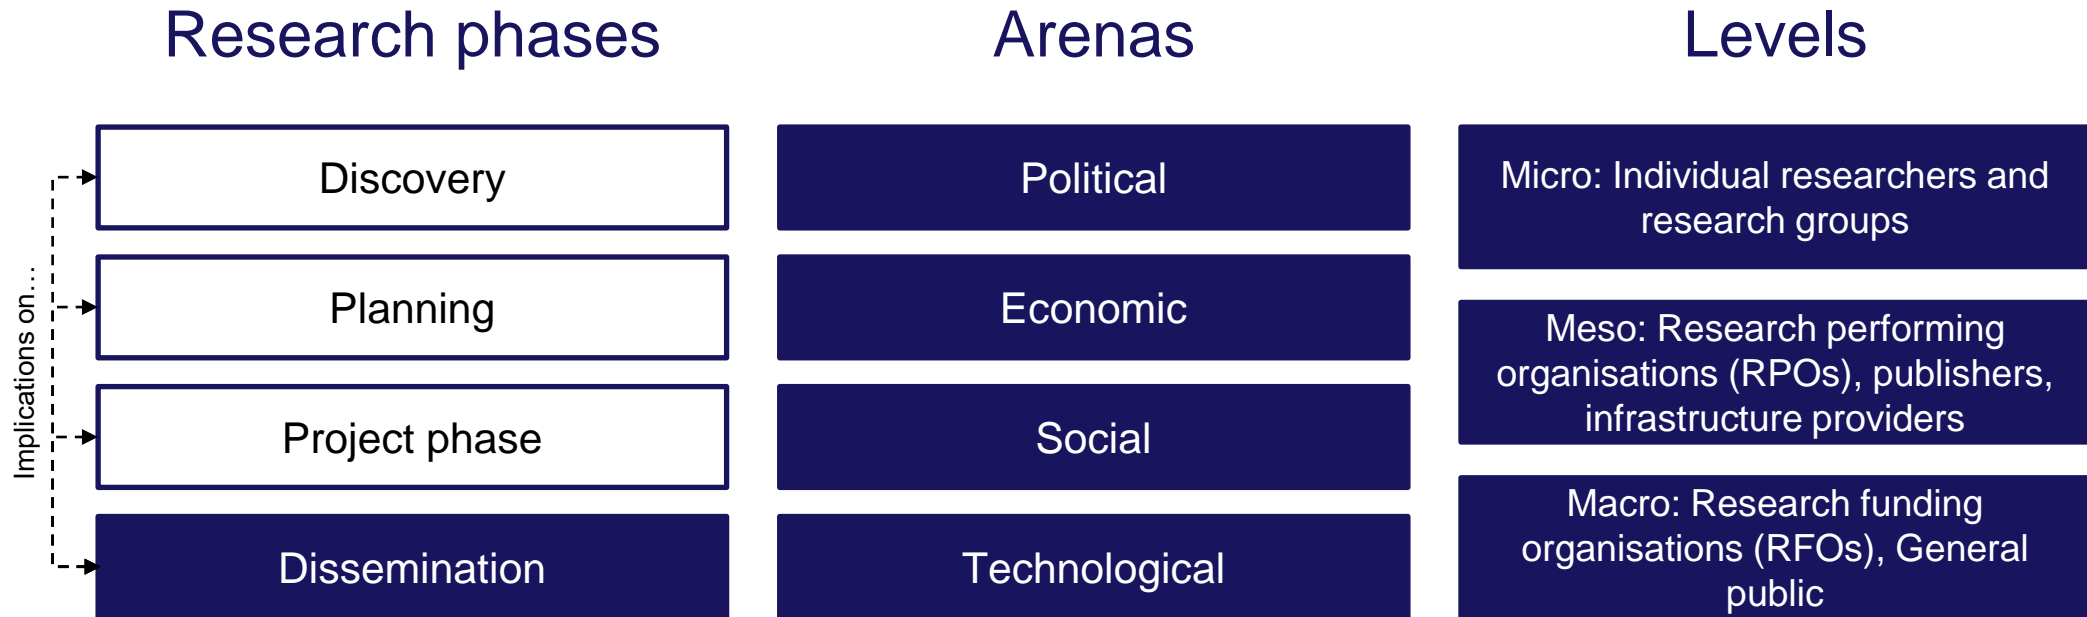 Research phases
Arenas
Levels
Implications on…
Discovery
Planning
Project phase
Dissemination
Political
Economic
Social
Technological
Micro: Individual researchers and
research groups
Meso: Research performing
organisations (RPOs), publishers,
infrastructure providers
Macro: Research funding
organisations (RFOs), General
public